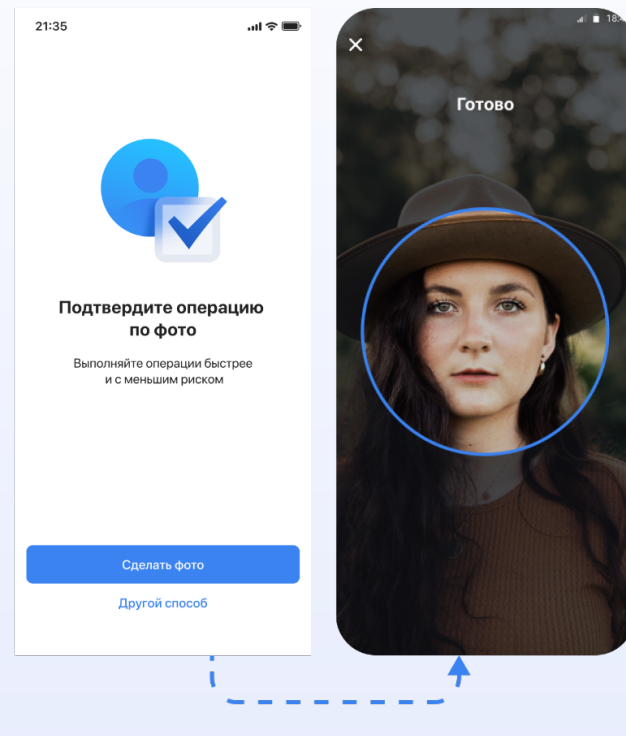 21:35
Подтвердите операцию
по фото
Выполняйте операции быстрее
и с меньшим риском
Сделать фото
Другой способ
Готово